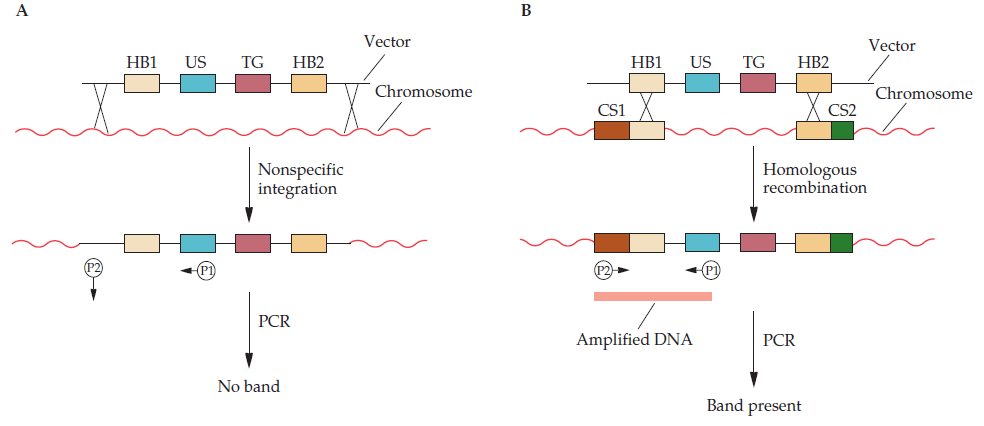 A
Vector
HB1 US TG HB2
Chromosome
Nonspecific
integration
P2
P1
PCR
No band
B
Vector
HB1 US TG HB2
Chromosome
CS1 CS2
Homologous
recombination
P2
P1
Amplified DNA
PCR
Band present